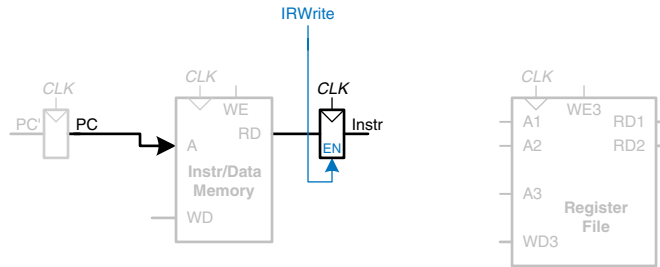 IRWrite
CLK
CLK
CLK
CLK
PC'
PC
WE
RD
A
Instr/Data
Memory
WD
EN
Instr
WE3
A1
RD1
A2
RD2
A3
Register
File
WD3